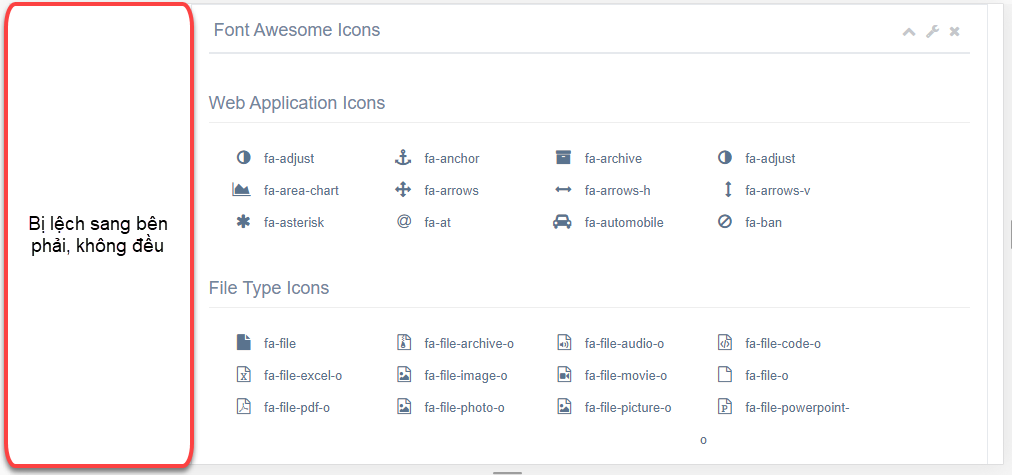 Font Awesome Icons
Web Application Icons
fa-adjust fa-anchor fa-archive fa-adjust
fa-area-chart fa-arrows fa-arrows-h fa-arrows-v
fa-asterisk fa-at fa-automobile fa-ban
Bị lệch sang bên
phải, không đều
File Type Icons
fa-file fa-file-archive-o fa-file-audio-o fa-file-code-o
fa-file-excel-o fa-file-image-o fa-file-movie-o fa-file-o
fa-file-pdf-o fa-file-photo-o fa-file-picture-o fa-file-powerpoint-
o